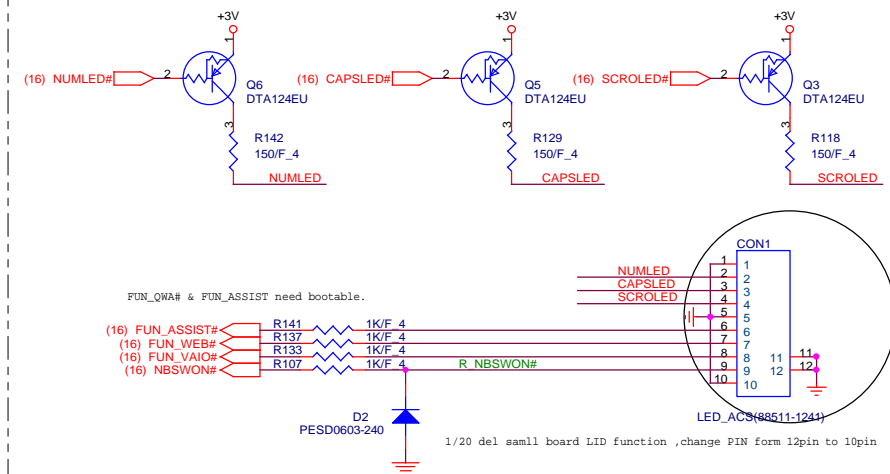 +3V +3V +3V
1 1 1
(16) NUMLED# 2 (16) CAPSLED# 2 (16) SCROLED# 2
Q6 Q5 Q3
DTA124EU DTA124EU DTA124EU
3 3 3
R142 R129 R118
150/F_4 150/F_4 150/F_4
NUMLED CAPSLED SCROLED
CON1
1 1
NUMLED 2 2
CAPSLED 3 3
SCROLED 4 4
5 5
FUN_QWA# & FUN_ASSIST need bootable.
(16) FUN_ASSIST# R141 1K/F_4 6 6
(16) FUN_WEB# R137 1K/F_4 7 7
(16) FUN_VAIO# R133 1K/F_4 8 8 11 11
(16) NBSWON# R107 1K/F_4 R_NBSWON# 9 9 12 12
10 10
D2
PESD0603-240
LED_ACS(88511-1241)
1/20 del samll board LID function ,change PIN form 12pin to 10pin